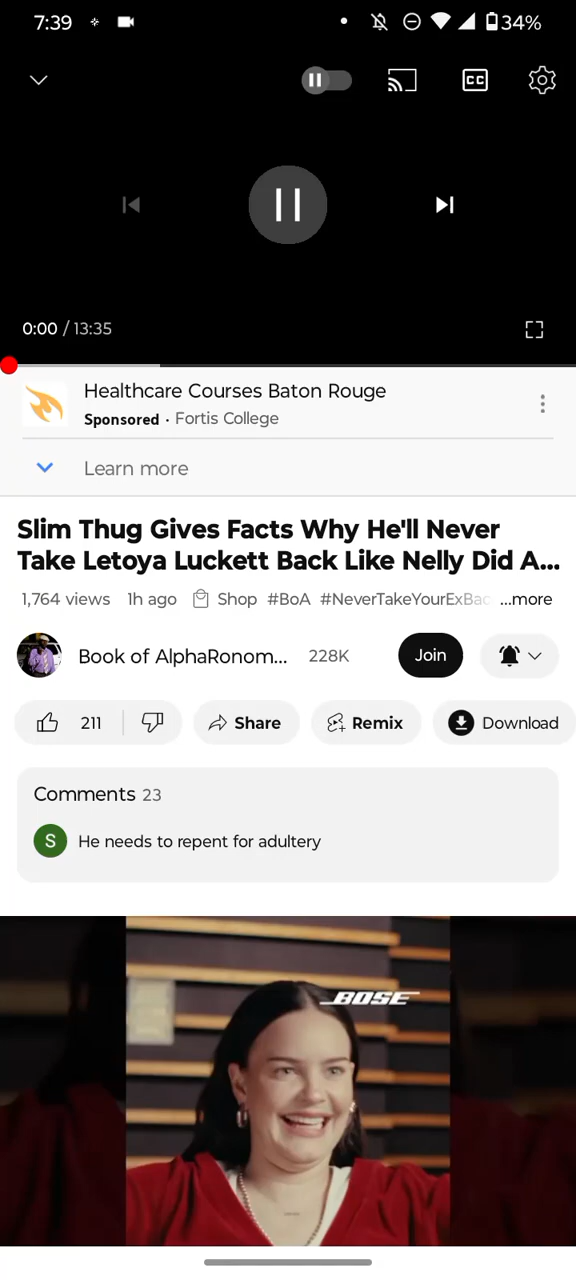 7:39
34%
CC
0:00 / 13:35
Healthcare Courses Baton Rouge
Sponsored · Fortis College
Learn more
Slim Thug Gives Facts Why He'll Never
Take Letoya Luckett Back Like Nelly Did A...
1,764 views 1h ago Shop #BoA #NeverTakeYourExBac ...more
Book of AlphaRonom... 228K Join
211 Share Remix Download
Comments 23
S He needs to repent for adultery
BOSE